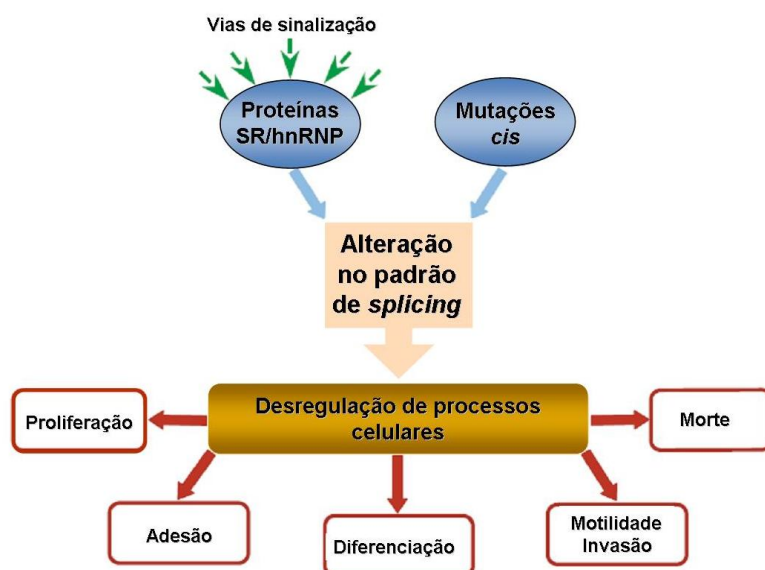 Vias de sinalização
Proteínas
SR/hnRNP
Mutações
cis
Alteração
no padrão
de splicing
Desregulação de processos
celulares
Proliferação
Morte
Adesão
Diferenciação
Motilidade
Invasão